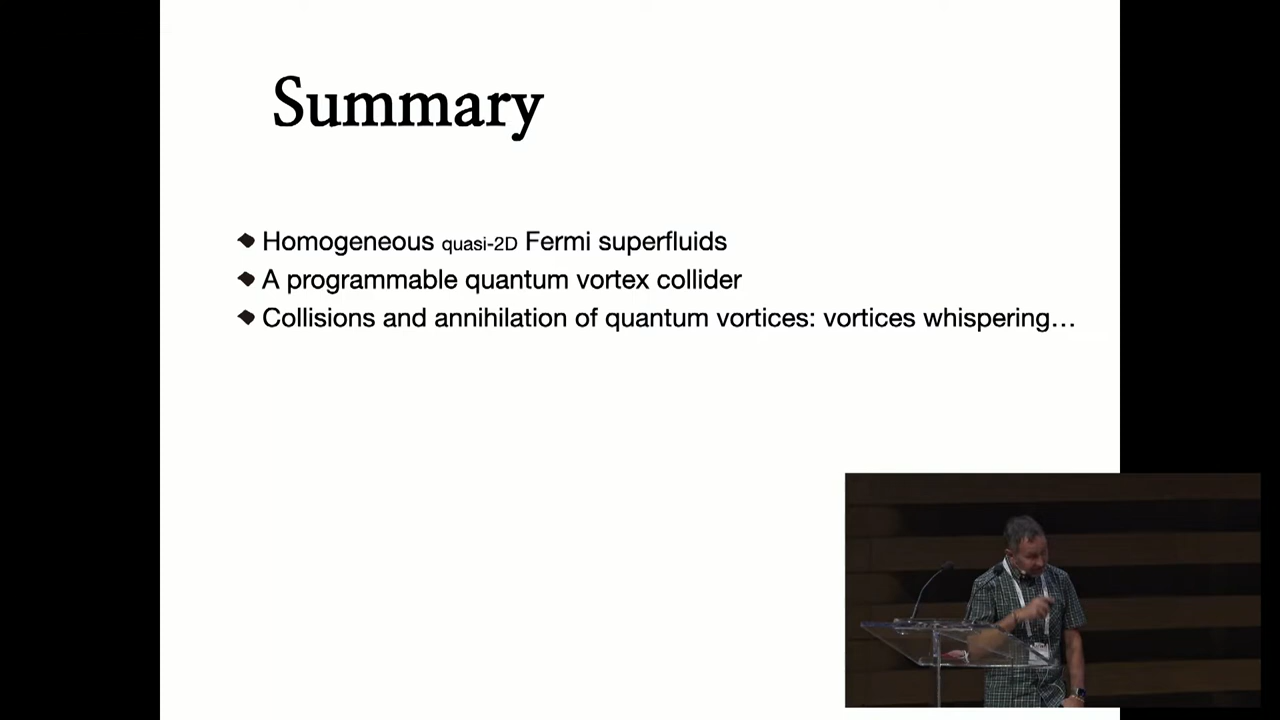 Summary
Homogeneous quasi-2D Fermi superfluids
A programmable quantum vortex collider
Collisions and annihilation of quantum vortices: vortices whispering…